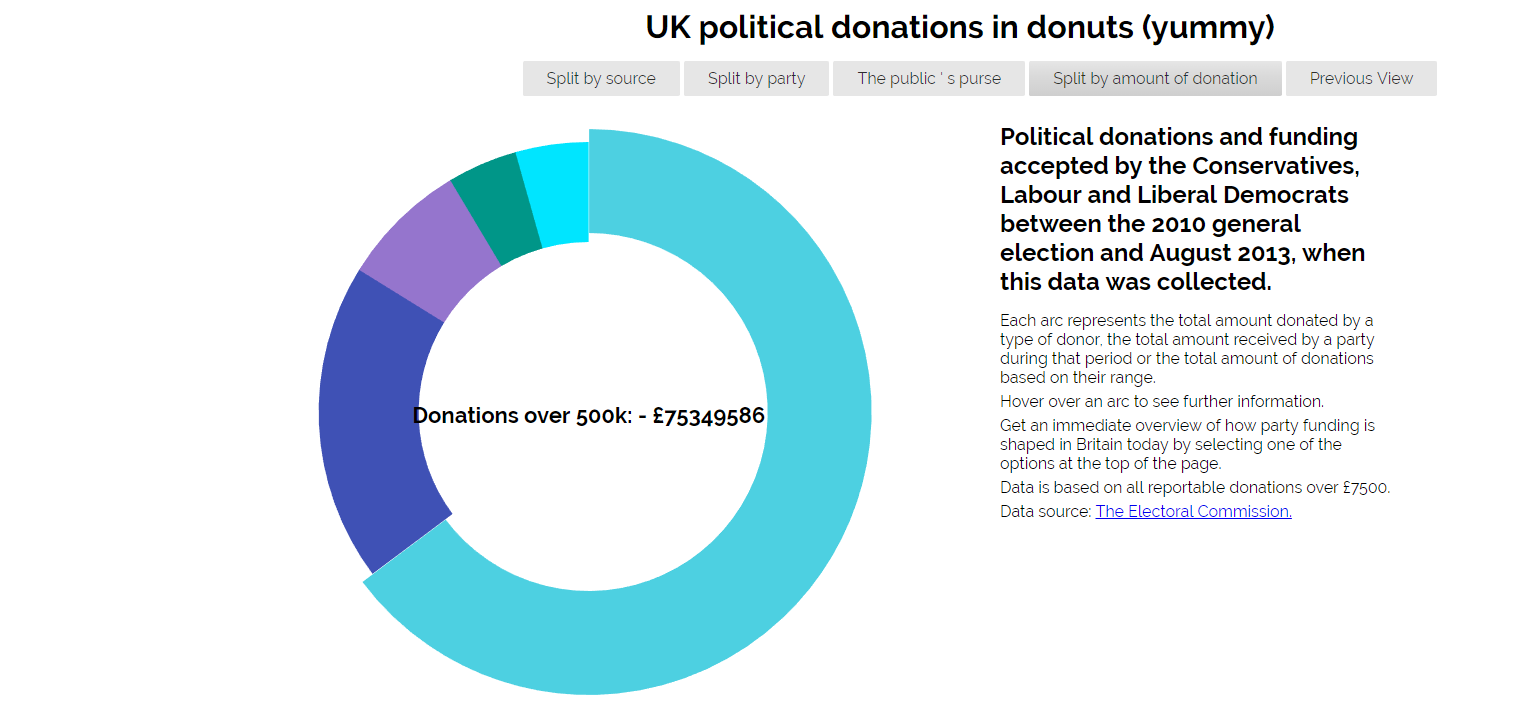 UK political donations in donuts (yummy)
Split by source
Split by party
The public ' s purse
Split by amount of donation
Previous View
Donations over 500k: - £75349586
Political donations and funding
accepted by the Conservatives,
Labour and Liberal Democrats
between the 2010 general
election and August 2013, when
this data was collected.
Each arc represents the total amount donated by a
type of donor, the total amount received by a party
during that period or the total amount of donations
based on their range.
Hover over an arc to see further information.
Get an immediate overview of how party funding is
shaped in Britain today by selecting one of the
options at the top of the page.
Data is based on all reportable donations over £7500.
Data source: The Electoral Commission.